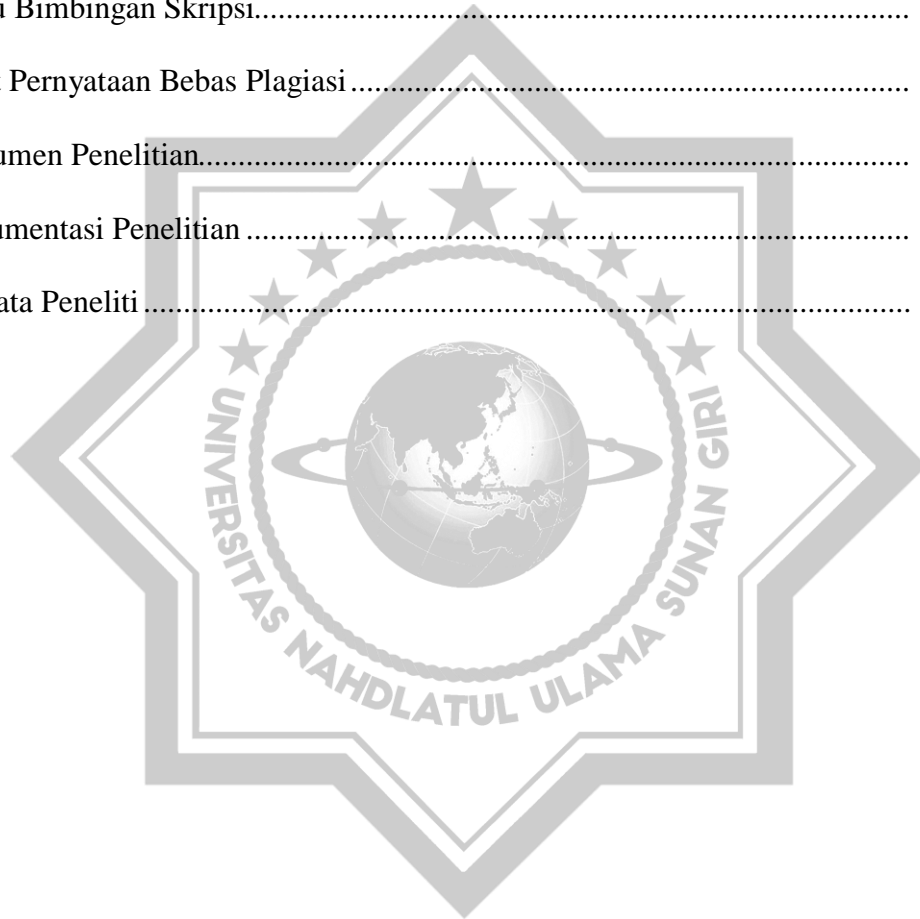 u Bimbingan Skripsi..........................................................................................
t Pernyataan Bebas Plagiasi..............................................................................
umen Penelitian.................................................................................................
umentasi Penelitian...........................................................................................
ata Peneliti........................................................................................................
UNIVERSITAS NAHDLATUL ULAMA SUNAN GIRI